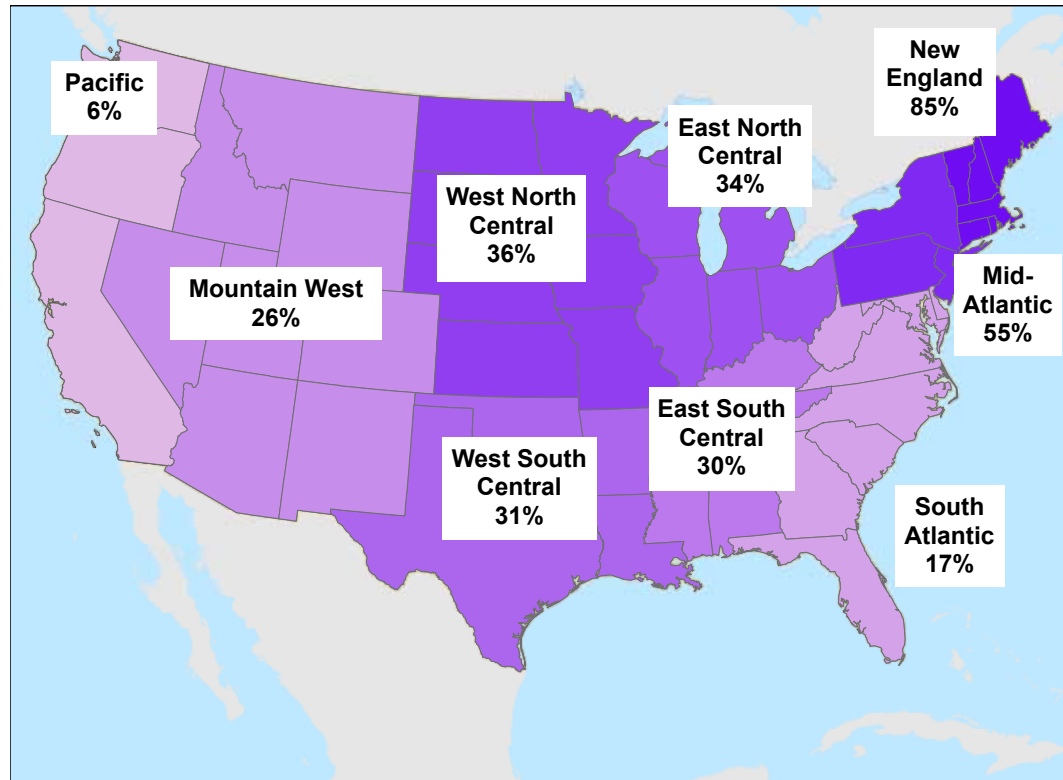 Pacific
6%
New
England
85%
East North
Central
34%
West North
Central
36%
Mountain West
26%
Mid-
Atlantic
55%
East South
Central
30%
West South
Central
31%
South
Atlantic
17%